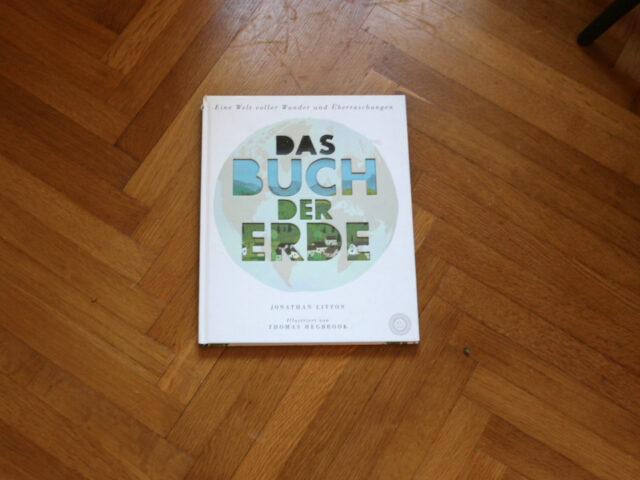 Eine Welt voller Wunder und Überraschungen
DAS
BUCH
DER
ERDE
JONATHAN LITTON
Illustriert von
THOMAS HEGBROOK